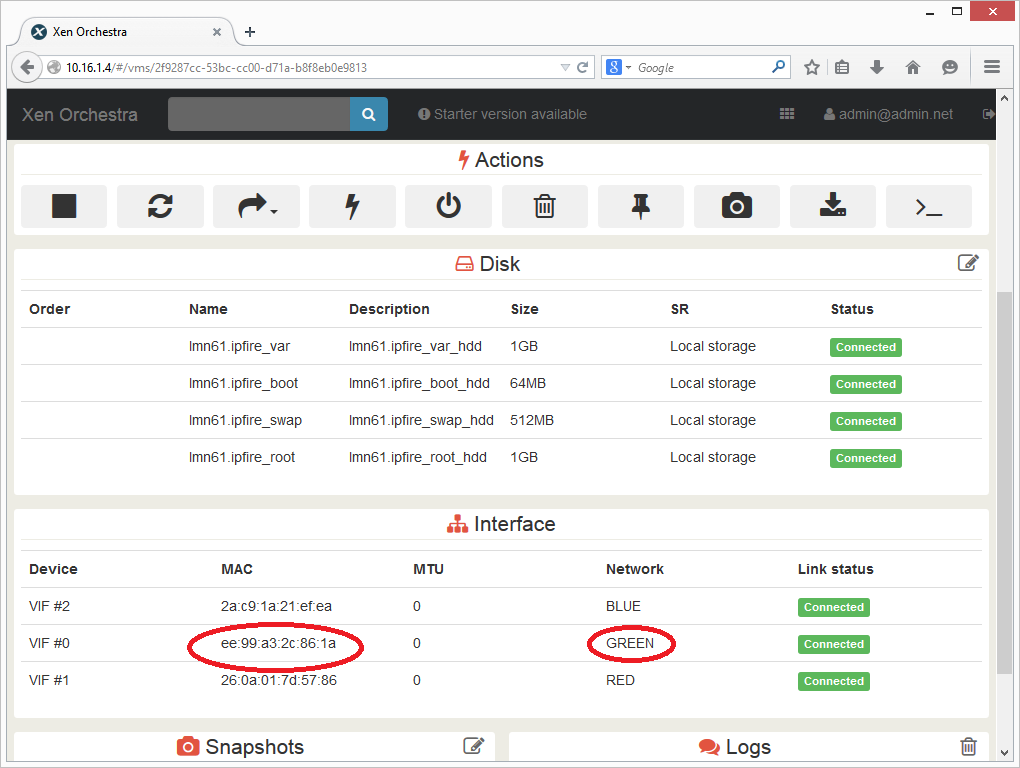 Xen Orchestra
10.16.1.4/#/vms/2f9287cc-53bc-cc00-d71a-b8f8eb0e9813 Google
Xen Orchestra Starter version available admin@admin.net
Actions
Disk
Order Name Description Size SR Status
lmn61.ipfire_var lmn61.ipfire_var_hdd 1GB Local storage Connected
lmn61.ipfire_boot lmn61.ipfire_boot_hdd 64MB Local storage Connected
lmn61.ipfire_swap lmn61.ipfire_swap_hdd 512MB Local storage Connected
lmn61.ipfire_root lmn61.ipfire_root_hdd 1GB Local storage Connected
Interface
Device MAC MTU Network Link status
VIF #2 2a:c9:1a:21:ef:ea 0 BLUE Connected
VIF #0 ee:99:a3:2c:86:1a 0 GREEN Connected
VIF #1 26:0a:01:7d:57:86 0 RED Connected
Snapshots Logs